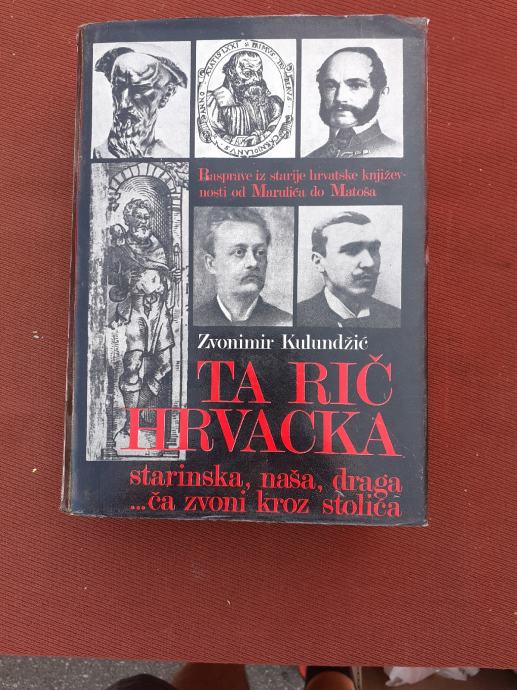 Rasprave iz starije hrvatske književ-
nosti od Marulića do Matoša
Zvonimir Kulundžić
TA RIČ
HRVACKA
starinska, naša, draga
...ča zvoni kroz stolića